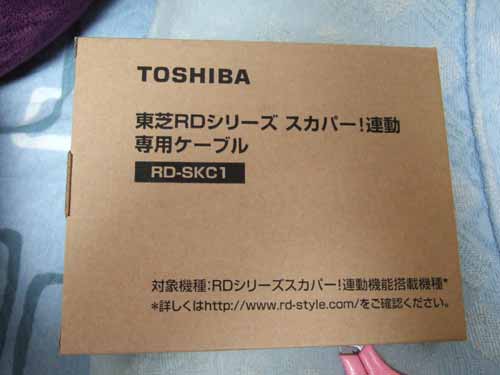 TOSHIBA
東芝RDシリーズ スカパー!連動
専用ケーブル
RD-SKC1
対象機種:RDシリーズスカパー!連動機能搭載機種*
*詳しくはhttp://www.rd-style.com/をご確認ください。